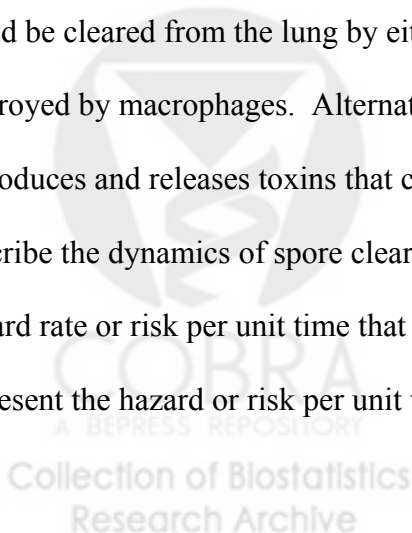 d be cleared from the lung by eit
royed by macrophages.  Alternat
oduces and releases toxins that c
cribe the dynamics of spore clear
ard rate or risk per unit time that
esent the hazard or risk per unit
COBRA
A BEPRESS REPOSITORY
Collection of Biostatistics
Research Archive